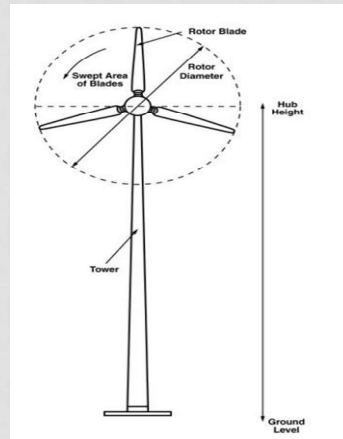 Rotor Blade
Rotor
Diameter
Swept Area
of Blades
Hub
Height
Tower
Ground
Level